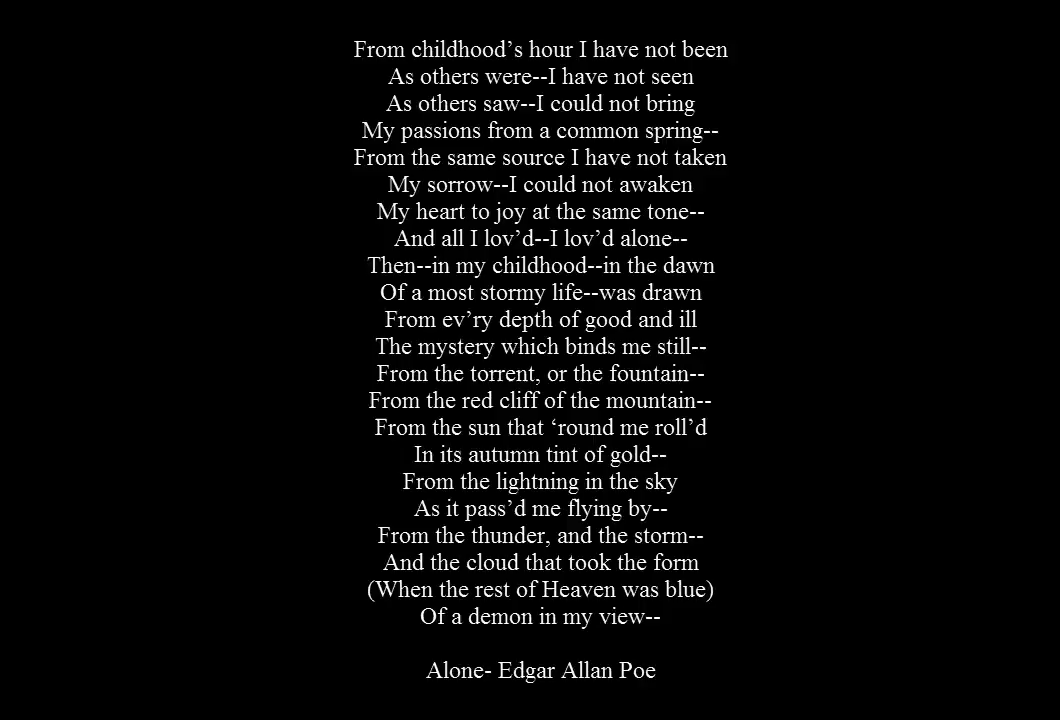 From childhood’s hour I have not been
As others were--I have not seen
As others saw--I could not bring
My passions from a common spring--
From the same source I have not taken
My sorrow--I could not awaken
My heart to joy at the same tone--
And all I lov’d--I lov’d alone--
Then--in my childhood--in the dawn
Of a most stormy life--was drawn
From ev’ry depth of good and ill
The mystery which binds me still--
From the torrent, or the fountain--
From the red cliff of the mountain--
From the sun that ‘round me roll’d
In its autumn tint of gold--
From the lightning in the sky
As it pass’d me flying by--
From the thunder, and the storm--
And the cloud that took the form
(When the rest of Heaven was blue)
Of a demon in my view--
Alone- Edgar Allan Poe